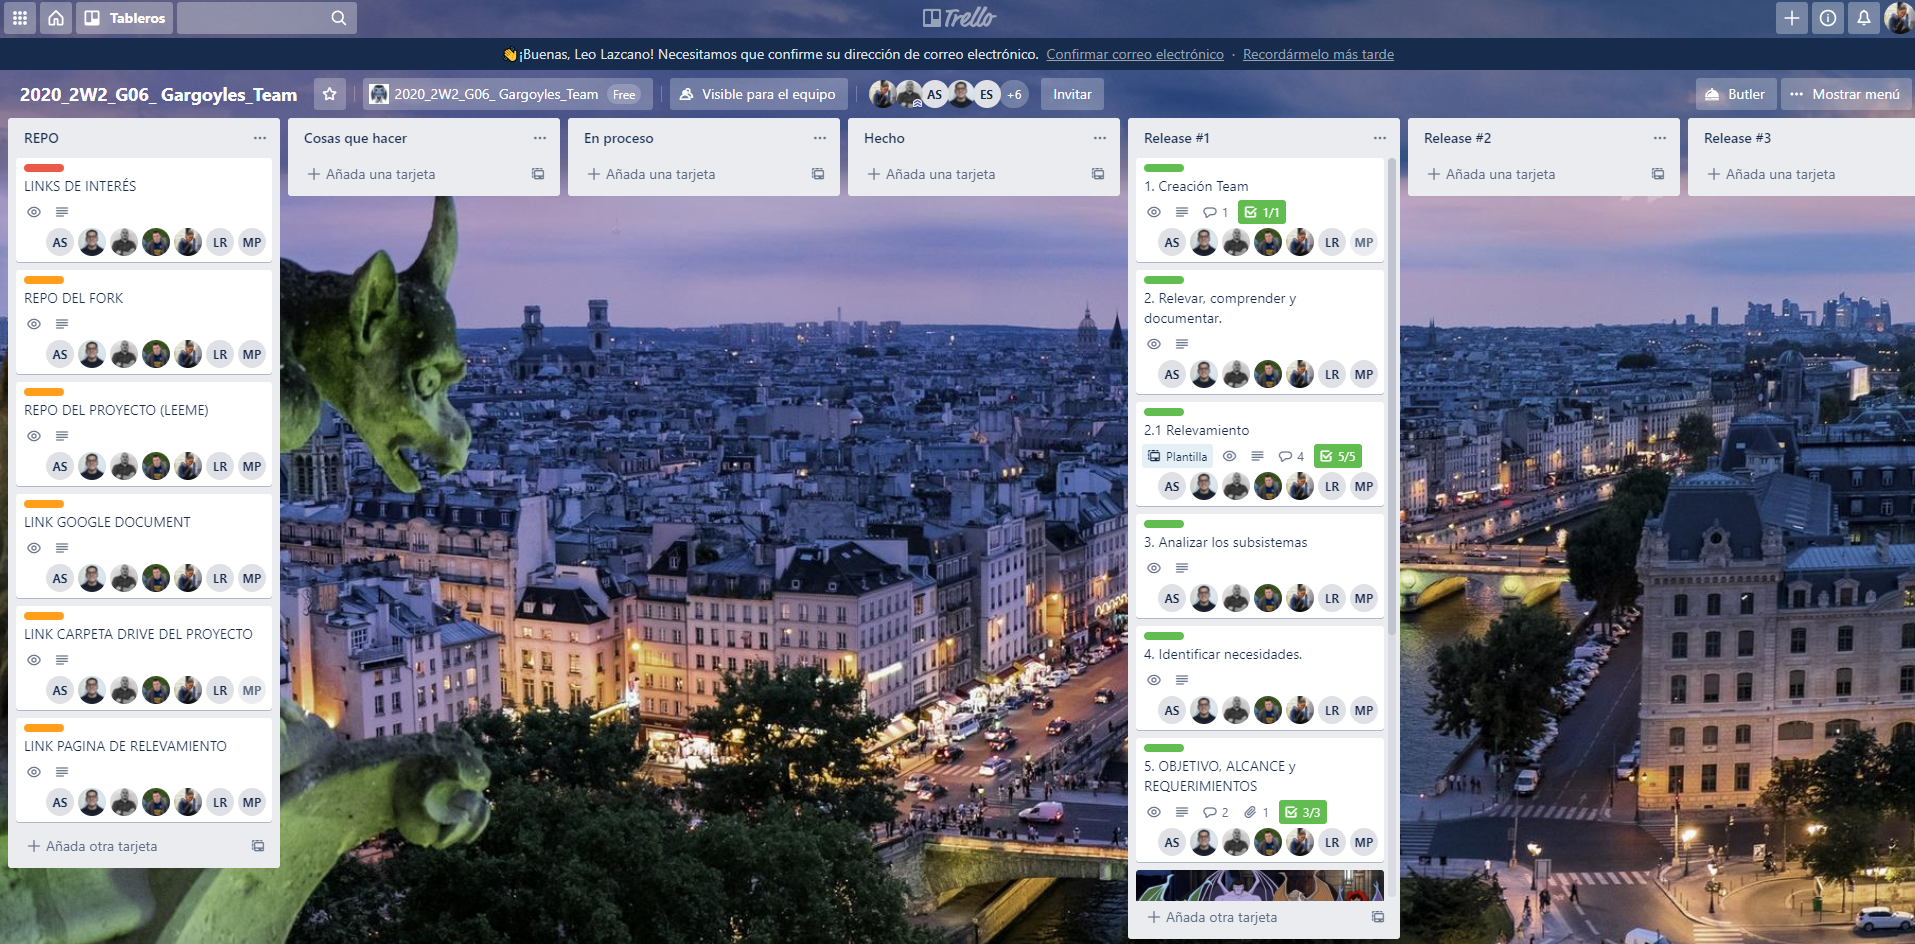 Tableros
Trello
¡Buenas, Leo Lazcano! Necesitamos que confirme su dirección de correo electrónico. Confirmar correo electrónico · Recordármelo más tarde
2020_2W2_G06_ Gargoyles_Team
2020_2W2_G06_ Gargoyles_Team Free
Visible para el equipo
AS ES +6
Invitar
Butler
Mostrar menú
REPO
LINKS DE INTERÉS
AS LR MP
REPO DEL FORK
AS LR MP
REPO DEL PROYECTO (LEEME)
AS LR MP
LINK GOOGLE DOCUMENT
AS LR MP
LINK CARPETA DRIVE DEL PROYECTO
AS LR MP
LINK PAGINA DE RELEVAMIENTO
AS LR MP
+ Añada otra tarjeta
Cosas que hacer
+ Añada una tarjeta
En proceso
+ Añada una tarjeta
Hecho
+ Añada una tarjeta
Release #1
1. Creación Team
1 1/1
AS LR MP
2. Relevar, comprender y
documentar.
AS LR MP
2.1 Relevamiento
Plantilla 4 5/5
AS LR MP
3. Analizar los subsistemas
AS LR MP
4. Identificar necesidades.
AS LR MP
5. OBJETIVO, ALCANCE y
REQUERIMIENTOS
2 1 3/3
AS LR MP
+ Añada otra tarjeta
Release #2
+ Añada una tarjeta
Release #3
+ Añada una tarjeta